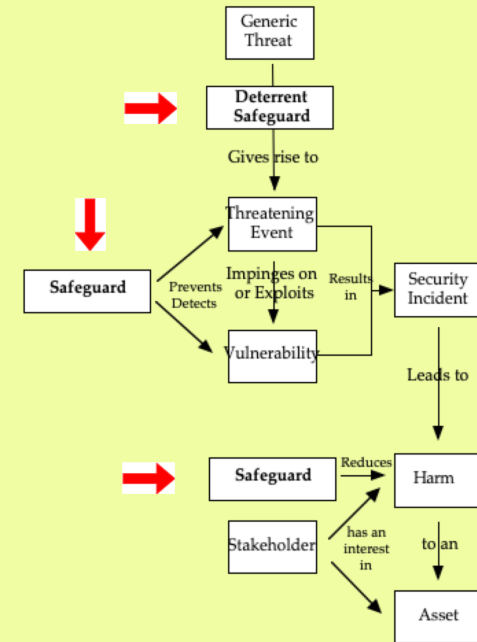 Generic
Threat
Deterrent
Safeguard
Gives rise to
Threatening
Event
Safeguard
Prevents
Detects
Impinges on
or Exploits
Results
in
Security
Incident
Vulnerability
Leads to
Safeguard
Reduces
Harm
Stakeholder
has an
interest
in
to an
Asset